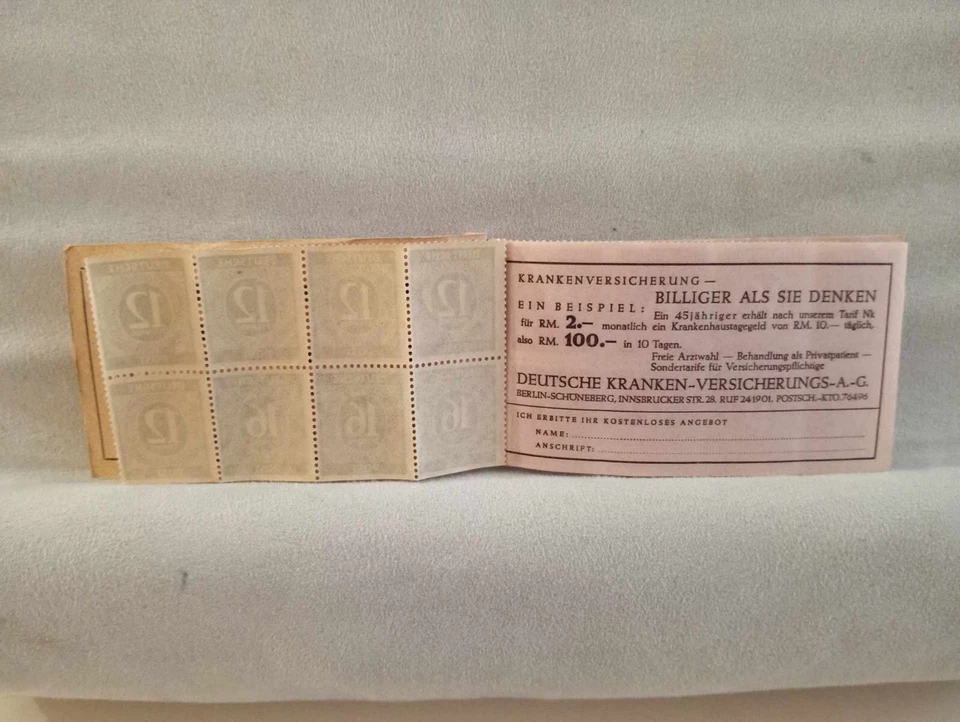 12 12 12 12
12 16 16 16
KRANKENVERSICHERUNG —
BILLIGER ALS SIE DENKEN
EIN BEISPIEL: Ein 45jähriger erhält nach unserem Tarif Nk
für RM. 2.— monatlich ein Krankenhaustagegeld von RM. 10.— täglich,
also RM. 100.— in 10 Tagen.
Freie Arztwahl — Behandlung als Privatpatient —
Sondertarife für Versicherungspflichtige
DEUTSCHE KRANKEN-VERSICHERUNGS-A.-G.
BERLIN-SCHÖNEBERG, INNSBRUCKER STR. 28. RUF 241901. POSTSCH.-KTO. 76496
ICH ERBITTE IHR KOSTENLOSES ANGEBOT
NAME:
ANSCHRIFT: